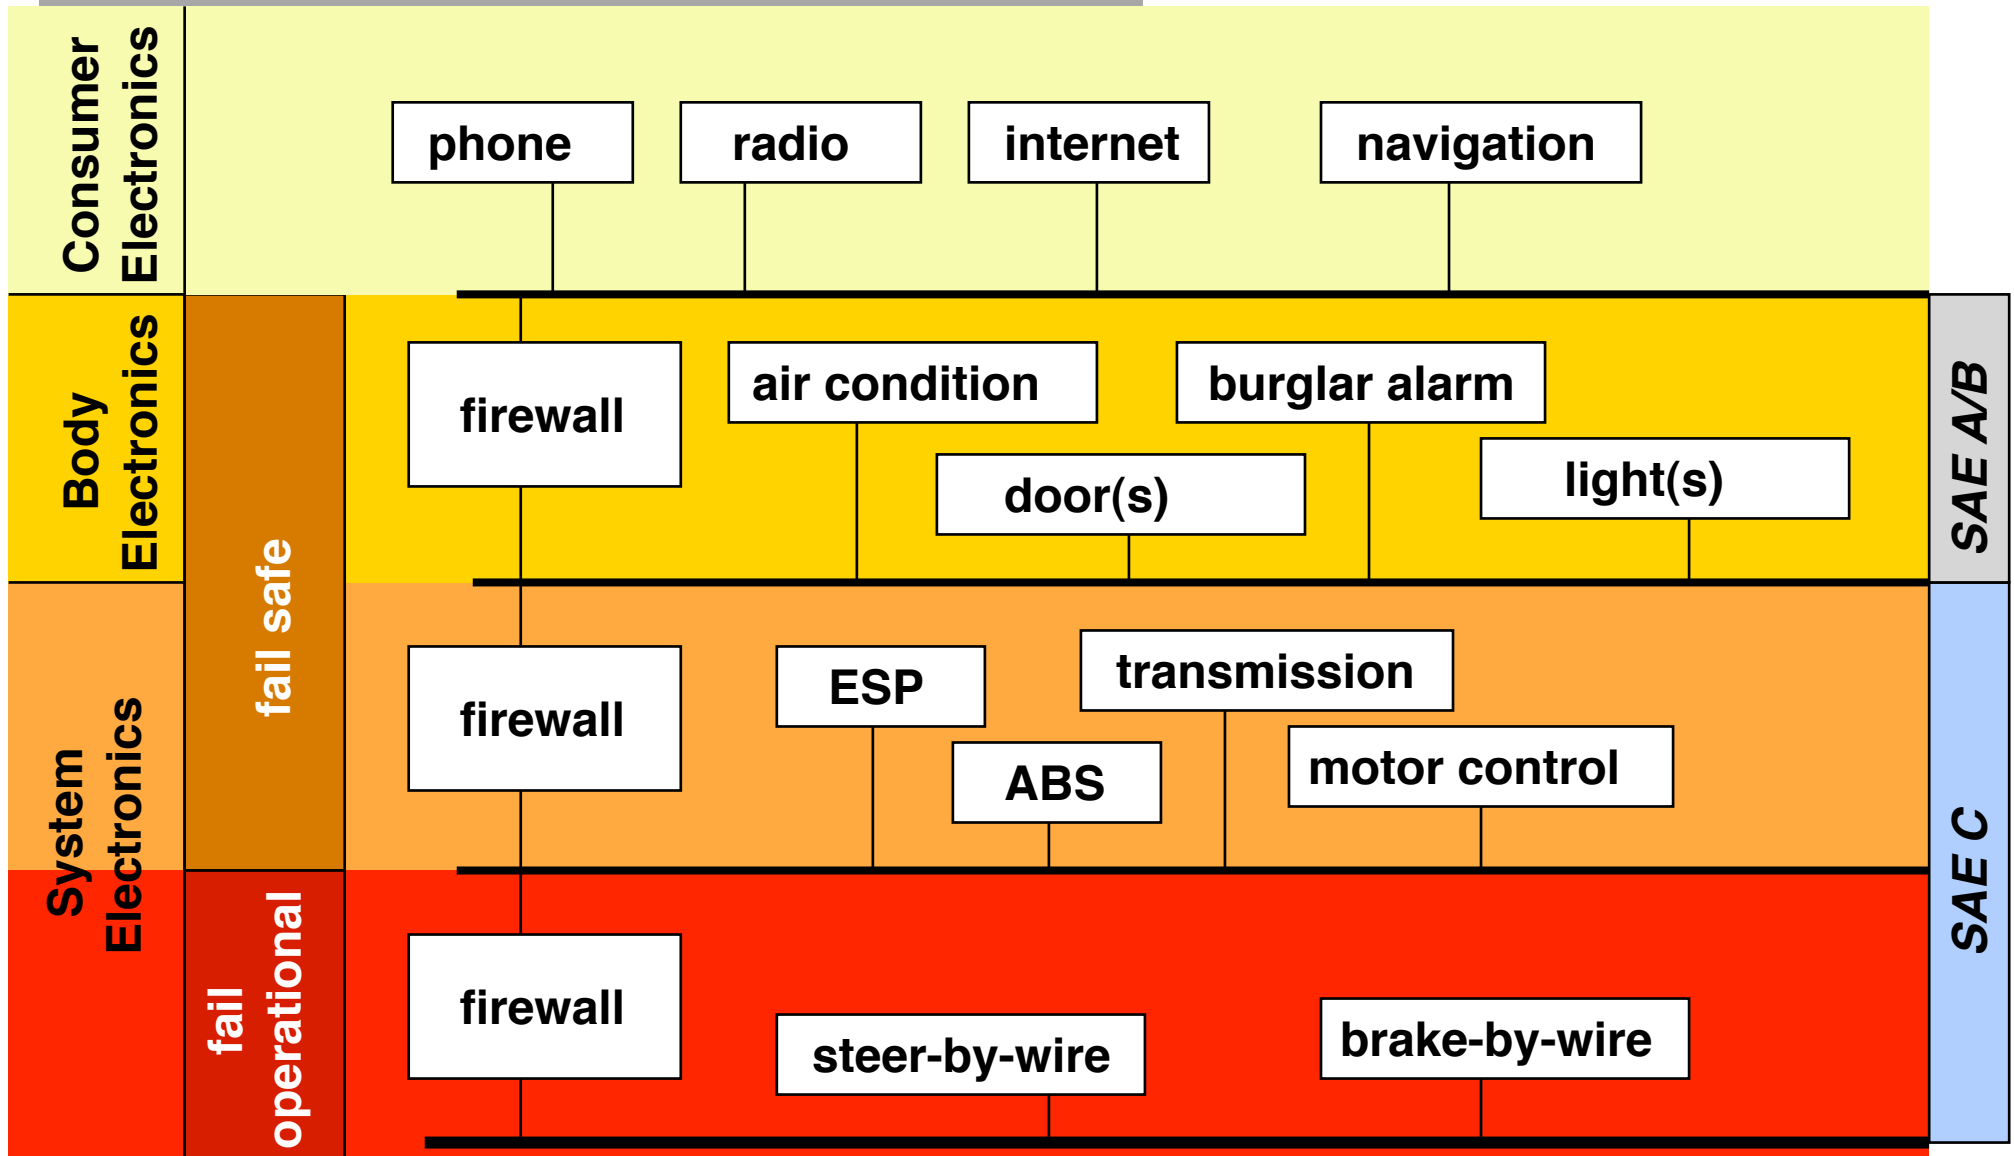 Consumer
Electronics
phone
radio
internet
navigation
Body
Electronics
fail safe
firewall
air condition
burglar alarm
door(s)
light(s)
SAE A/B
System
Electronics
firewall
ESP
transmission
ABS
motor control
SAE C
fail
operational
firewall
steer-by-wire
brake-by-wire